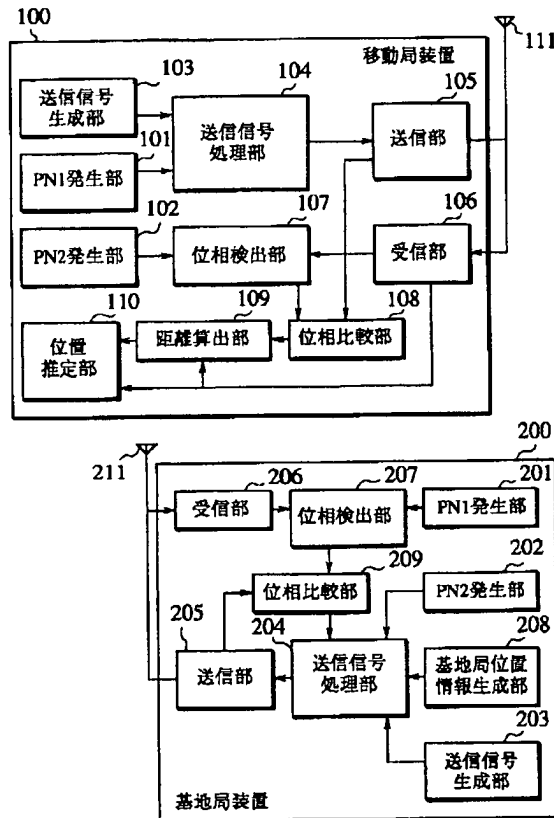 100
移動局装置
111
103
送信信号
生成部
104
送信信号
処理部
105
送信部
101
PN1発生部
102
PN2発生部
107
位相検出部
106
受信部
110
位置
推定部
109
距離算出部
108
位相比較部
211
200
206
受信部
207
位相検出部
201
PN1発生部
209
位相比較部
202
PN2発生部
205
送信部
204
送信信号
処理部
208
基地局位置
情報生成部
203
送信信号
生成部
基地局装置